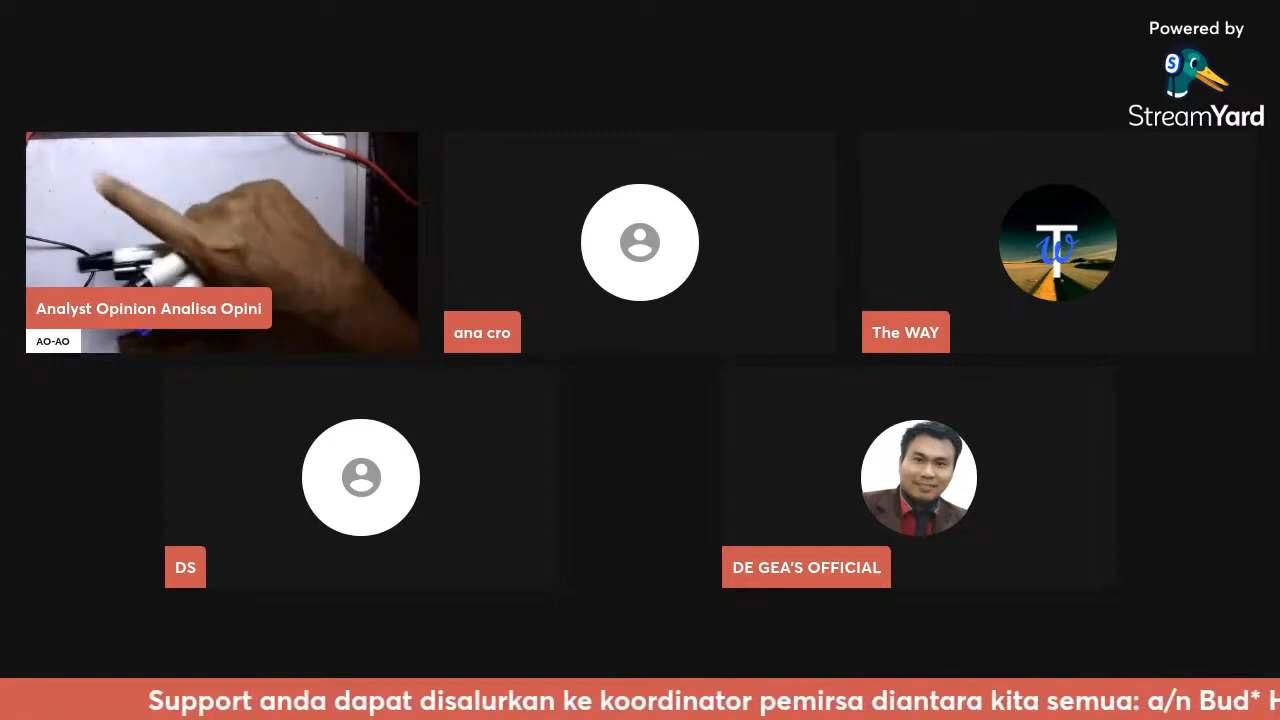 Powered by
S
StreamYard
Analyst Opinion Analisa Opini
AO-AO
ana cro
Tw
The WAY
DS
DE GEA'S OFFICIAL
Support anda dapat disalurkan ke koordinator pemirsa diantara kita semua: a/n Bud* H